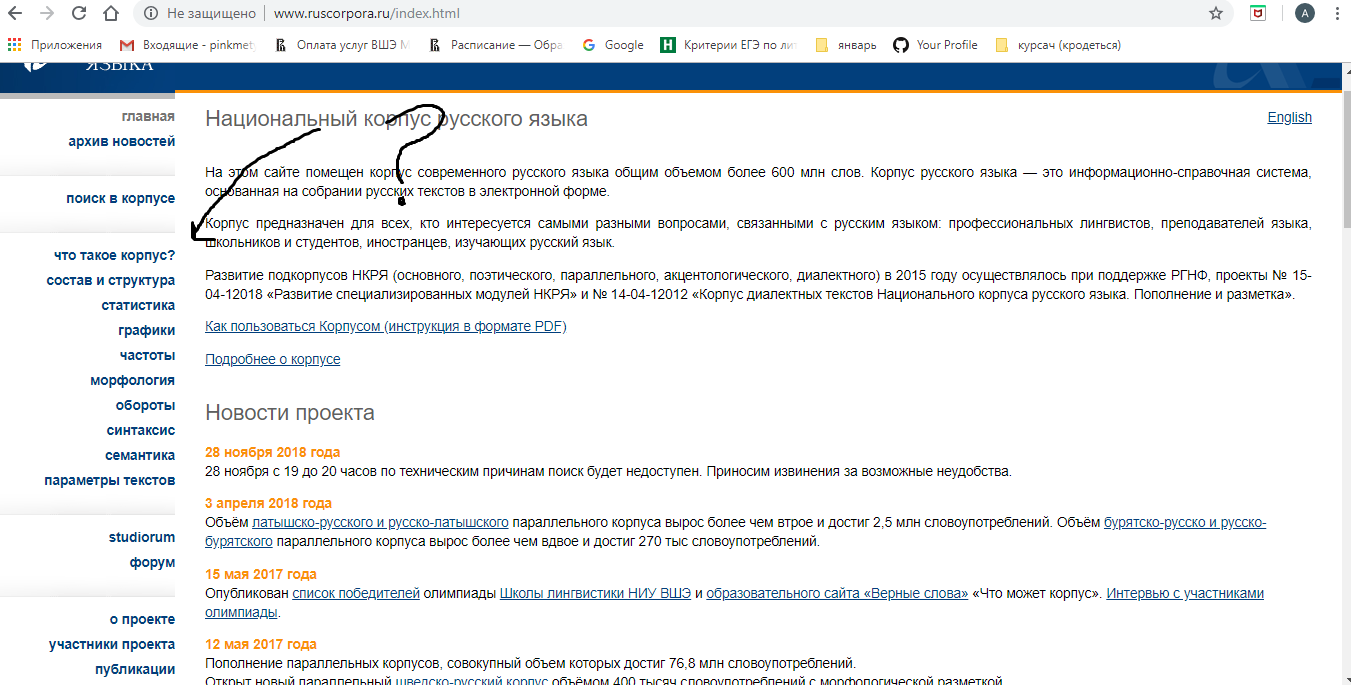 Не защищено www.ruscorpora.ru/index.html А
Приложения Входящие - pinkmet Оплата услуг ВШЭ Расписание — Обра Google Критерии ЕГЭ по ли январь Your Profile курсач (кродеться)
ЯЗЫКА
главная
архив новостей
поиск в корпусе
что такое корпус?
состав и структура
статистика
графики
частоты
морфология
обороты
синтаксис
семантика
параметры текстов
studiorum
форум
о проекте
участники проекта
публикации
Национальный корпус русского языка
English
На этом сайте помещен корпус современного русского языка общим объемом более 600 млн слов. Корпус русского языка — это информационно-справочная система,
основанная на собрании русских текстов в электронной форме.
Корпус предназначен для всех, кто интересуется самыми разными вопросами, связанными с русским языком: профессиональных лингвистов, преподавателей языка,
школьников и студентов, иностранцев, изучающих русский язык.
Развитие подкорпусов НКРЯ (основного, поэтического, параллельного, акцентологического, диалектного) в 2015 году осуществлялось при поддержке РГНФ, проекты № 15-
04-12018 «Развитие специализированных модулей НКРЯ» и № 14-04-12012 «Корпус диалектных текстов Национального корпуса русского языка. Пополнение и разметка».
Как пользоваться Корпусом (инструкция в формате PDF)
Подробнее о корпусе
Новости проекта
28 ноября 2018 года
28 ноября с 19 до 20 часов по техническим причинам поиск будет недоступен. Приносим извинения за возможные неудобства.
3 апреля 2018 года
Объём латышско-русского и русско-латышского параллельного корпуса вырос более чем втрое и достиг 2,5 млн словоупотреблений. Объём бурятско-русско и русско-
бурятского параллельного корпуса вырос более чем вдвое и достиг 270 тыс словоупотреблений.
15 мая 2017 года
Опубликован список победителей олимпиады Школы лингвистики НИУ ВШЭ и образовательного сайта «Верные слова» «Что может корпус». Интервью с участниками
олимпиады.
12 мая 2017 года
Пополнение параллельных корпусов, совокупный объем которых достиг 76,8 млн словоупотреблений.
Открыт новый параллельный шведско-русский корпус объёмом 400 тысяч словоупотреблений с морфологической разметкой